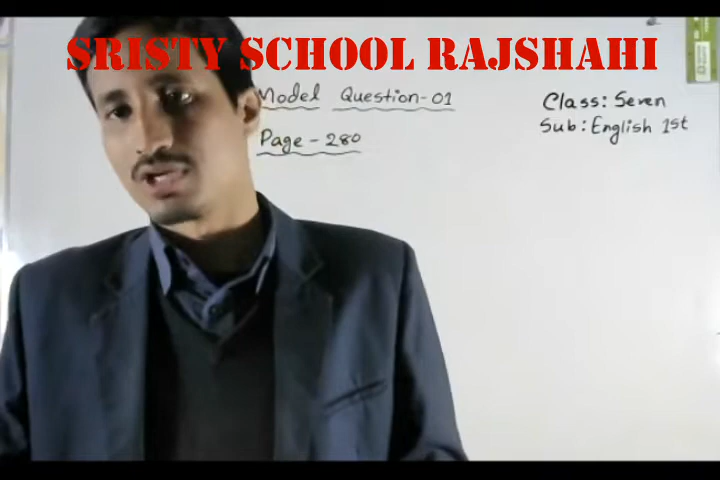 SRISTY SCHOOL RAJSHAHI
Model Question-01
Class: Seven
Page - 280
Sub: English 1st